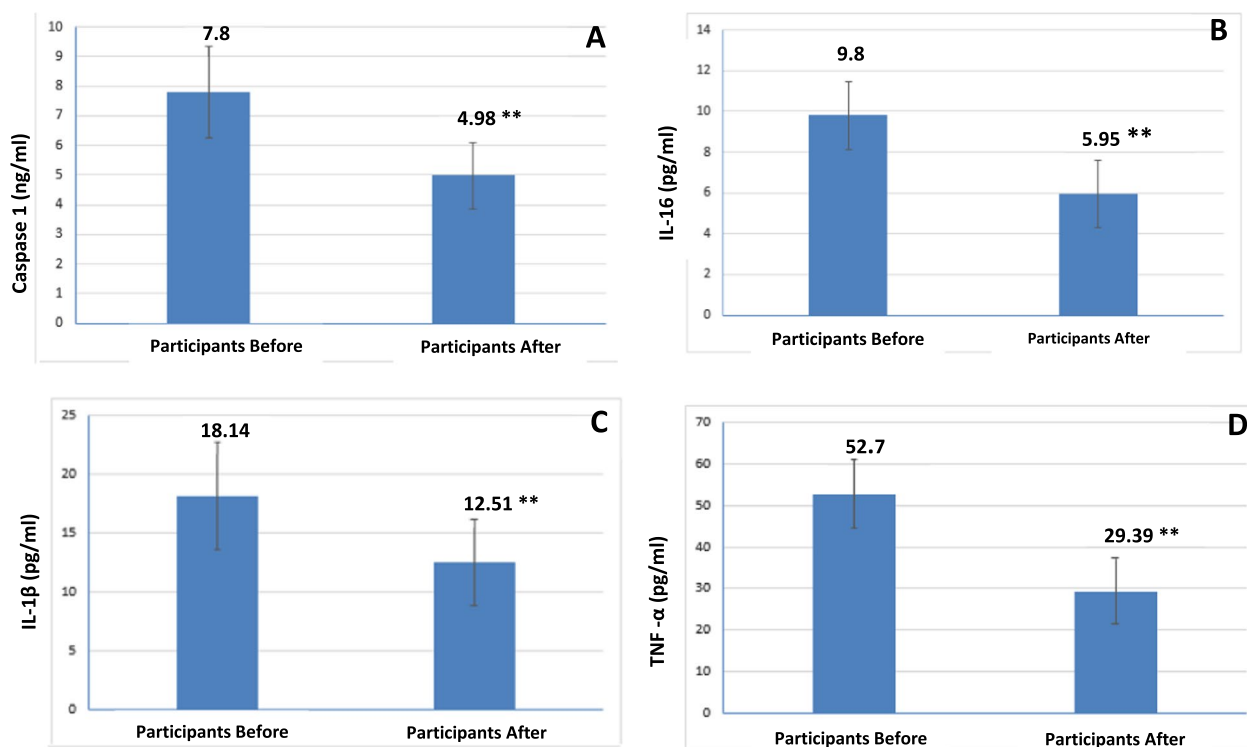 A
Caspase 1 (ng/ml)
10
9
8
7
6
5
4
3
2
1
0
7.8
4.98 **
Participants Before
Participants After
B
IL-16 (pg/ml)
14
12
10
8
6
4
2
0
9.8
5.95 **
Participants Before
Participants After
C
IL-1β (pg/ml)
25
20
15
10
5
0
18.14
12.51 **
Participants Before
Participants After
D
TNF -α (pg/ml)
70
60
50
40
30
20
10
0
52.7
29.39 **
Participants Before
Participants After